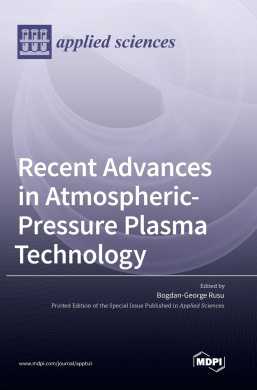 applied sciences
Recent Advances
in Atmospheric-
Pressure Plasma
Technology
Edited by
Bogdan-George Rusu
Printed Edition of the Special Issue Published in Applied Sciences
www.mdpi.com/journal/applsci
MDPI